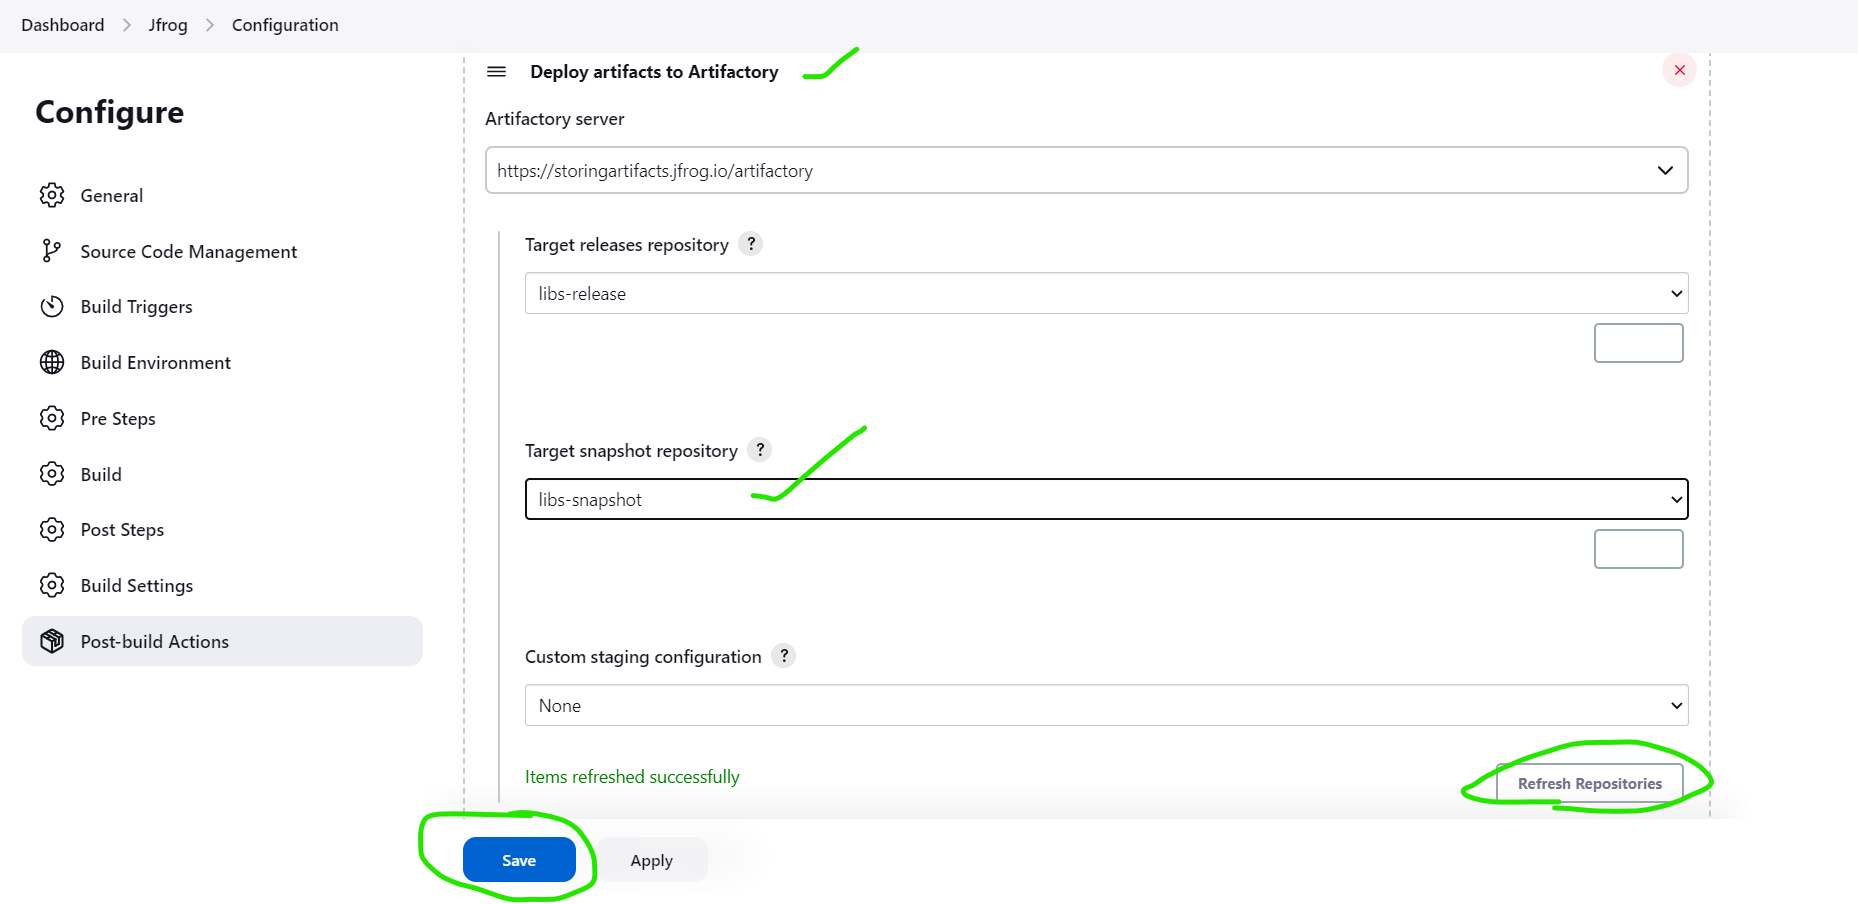 Dashboard > Jfrog > Configuration
Configure
General
Source Code Management
Build Triggers
Build Environment
Pre Steps
Build
Post Steps
Build Settings
Post-build Actions
Deploy artifacts to Artifactory
Artifactory server
https://storingartifacts.jfrog.io/artifactory
Target releases repository ?
libs-release
Target snapshot repository ?
libs-snapshot
Custom staging configuration ?
None
Items refreshed successfully
Refresh Repositories
Save
Apply